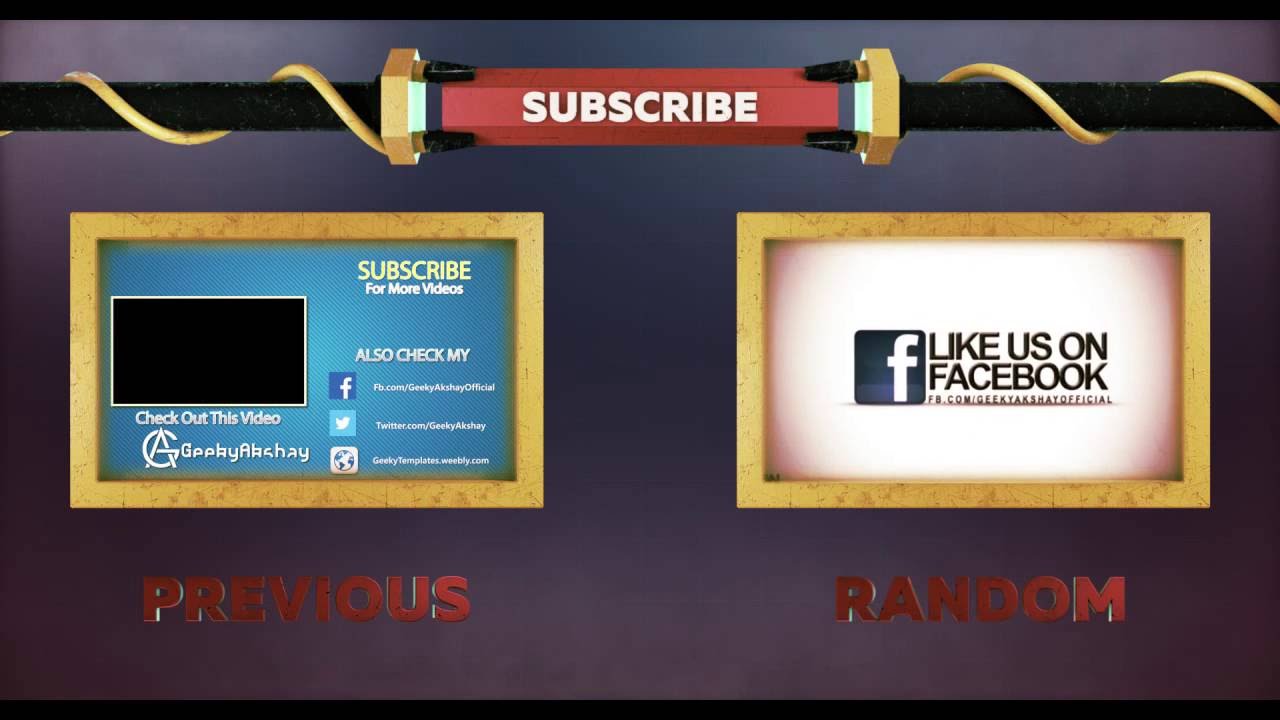 SUBSCRIBE
SUBSCRIBE
For More Videos
ALSO CHECK MY
Fb.com/GeekyAkshayOfficial
Check Out This Video
Twitter.com/GeekyAkshay
GeekyAkshay
GeekyTemplates.weebly.com
LIKE US ON
FACEBOOK
FB.COM/GEEKYAKSHAYOFFICIAL
PREVIOUS
RANDOM